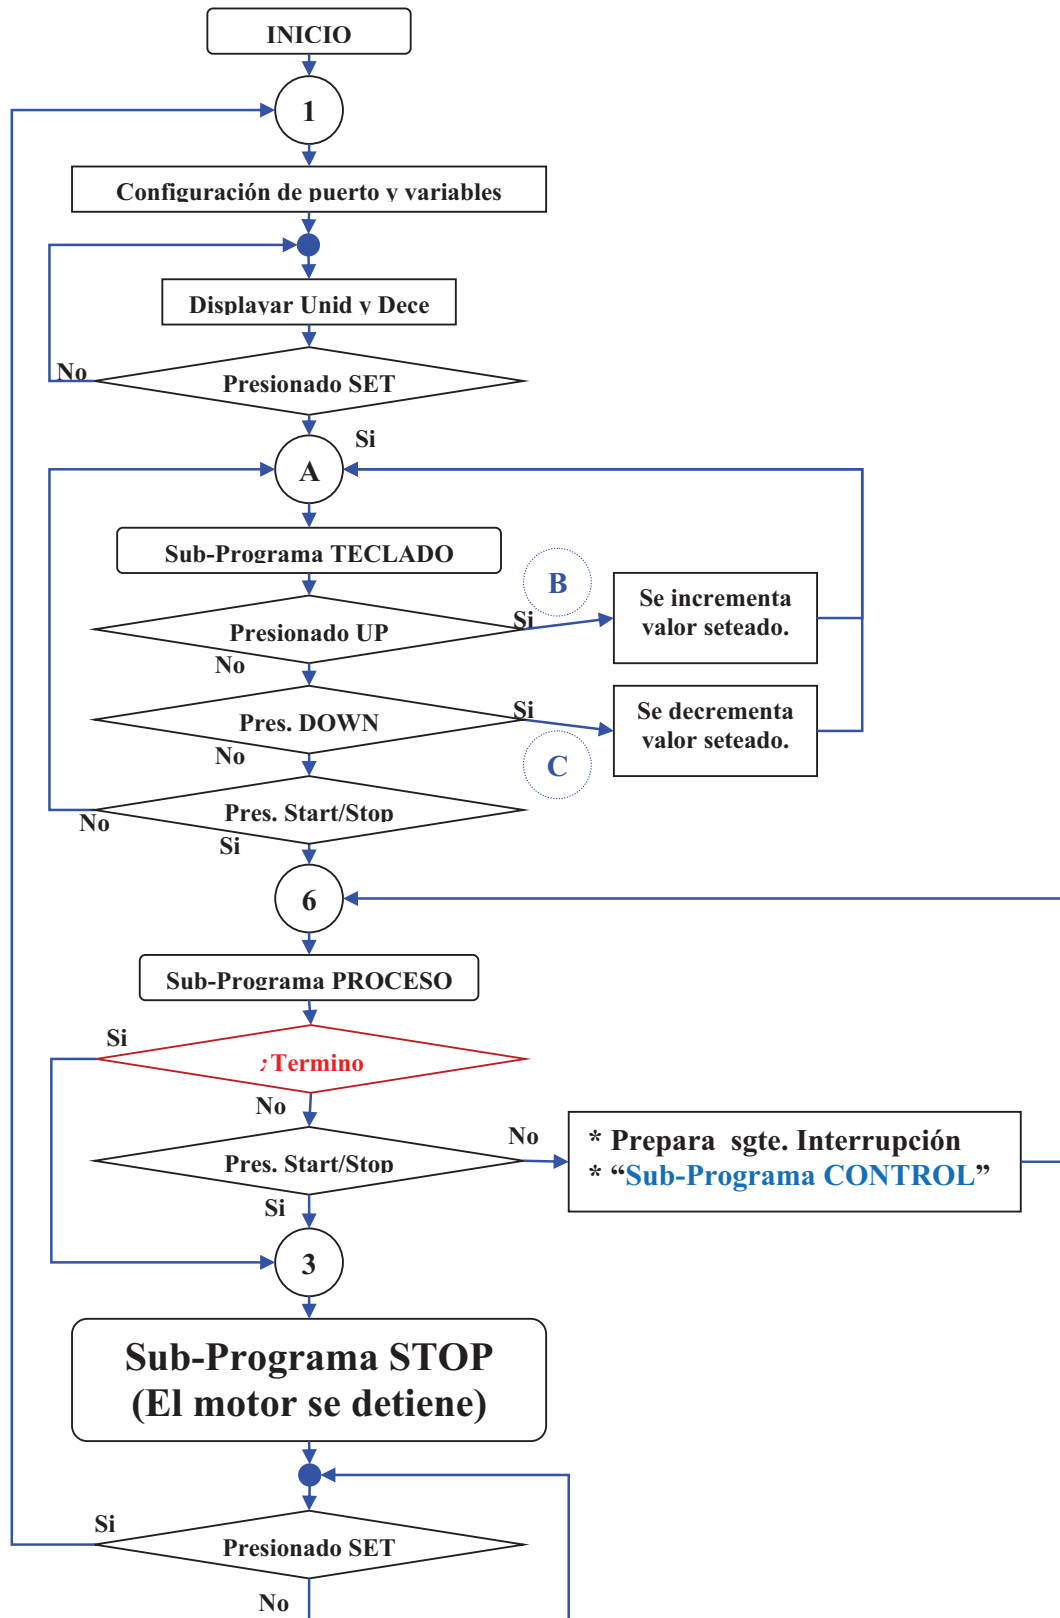 INICIO
1
Configuración de puerto y variables
Displayar Unid y Dece
No
Presionado SET
Si
A
Sub-Programa TECLADO
B
Presionado UP
Si
Se incrementa
valor seteado.
No
Pres. DOWN
Si
Se decrementa
valor seteado.
No
C
Pres. Start/Stop
No
Si
6
Sub-Programa PROCESO
Si
¿Termino
No
Pres. Start/Stop
No
* Prepara sgte. Interrupción
* “Sub-Programa CONTROL”
Si
3
Sub-Programa STOP
(El motor se detiene)
Si
Presionado SET
No